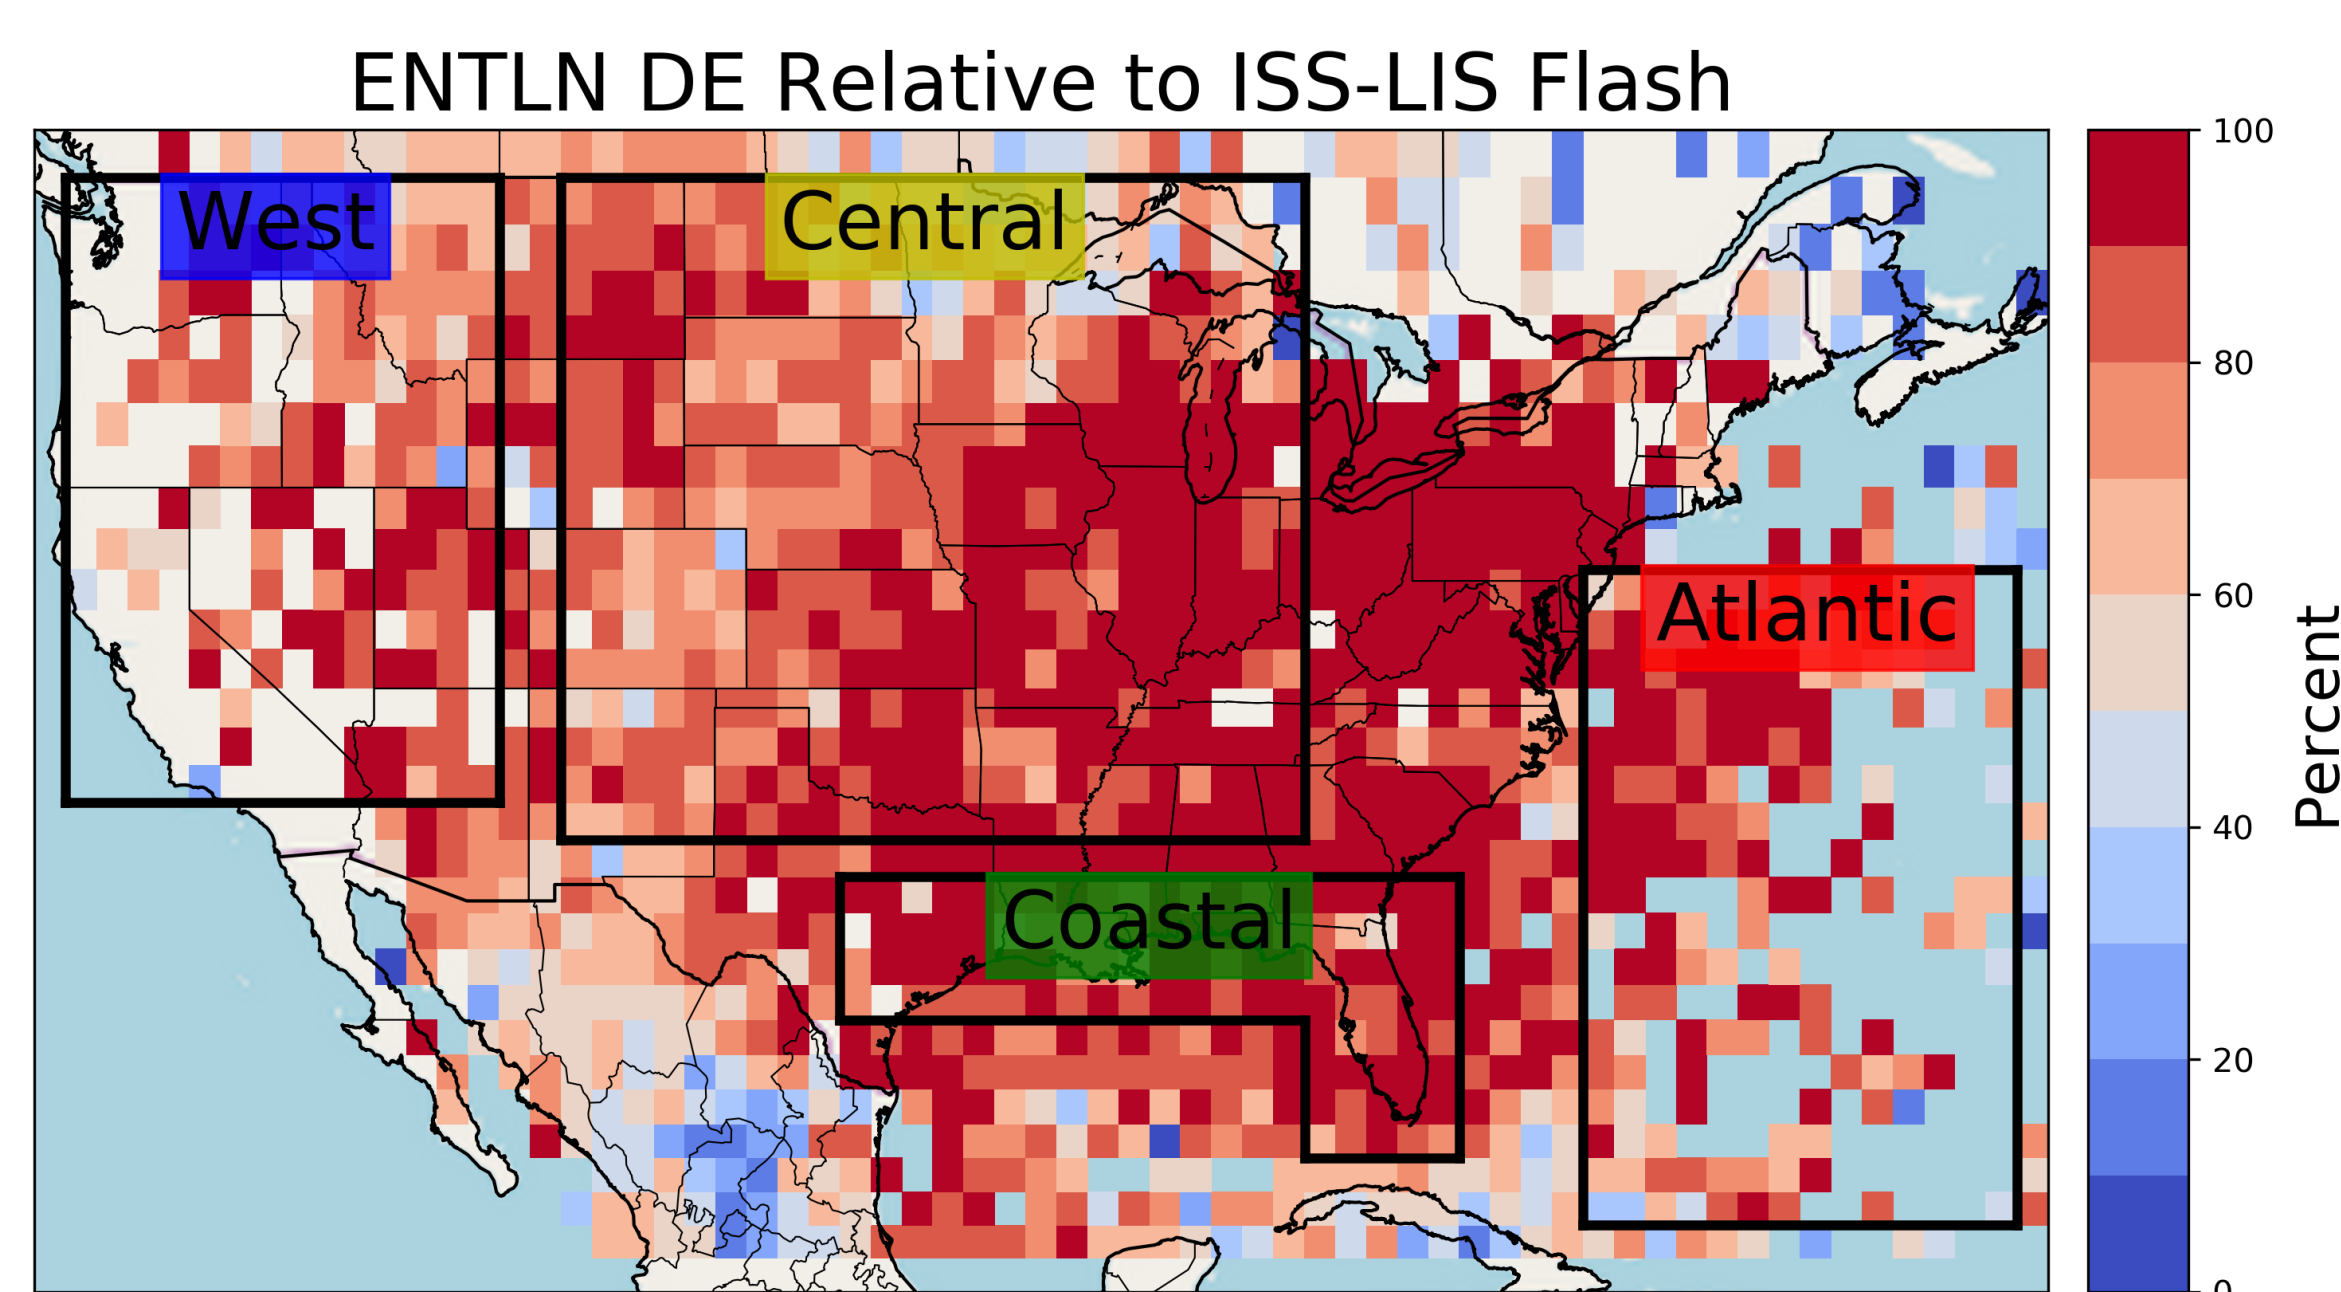 ENTLN DE Relative to ISS-LIS Flash
West
Central
Atlantic
Coastal
100
80
60
40
20
0
Percent